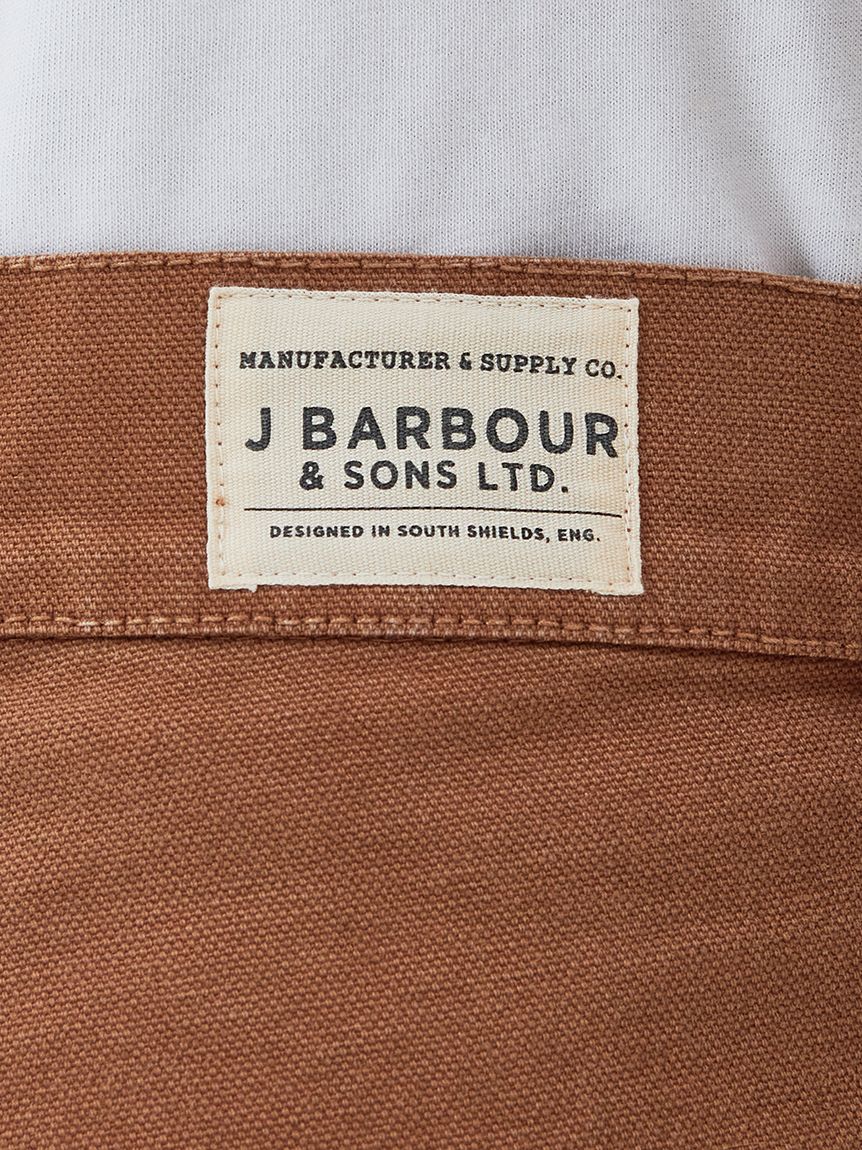 MANUFACTURER & SUPPLY CO.
J BARBOUR
& SONS LTD.
DESIGNED IN SOUTH SHIELDS, ENG.